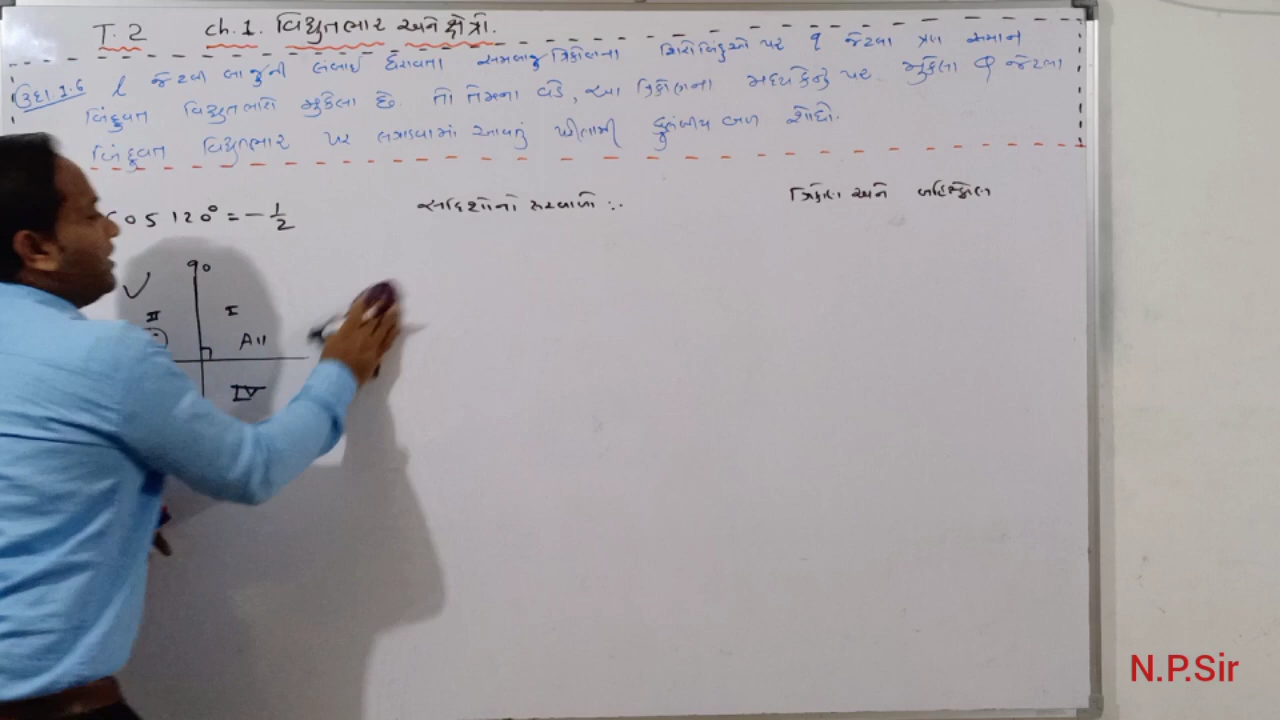 T. 2 ch. 1. વિદ્યુતભાર અને ક્ષેત્રો.
ઉદા 1.6 l જેટલી બાજુની લંબાઈ ધરાવતા સમબાજુ ત્રિકોણના શિરોબિંદુઓ પર q જેટલા ત્રણ સમાન
બિંદુવત વિદ્યુતભારો મુકેલા છે. તો તેમના વડે, આ ત્રિકોણના મધ્યકેન્દ્ર પર મુકેલા Q જેટલા
બિંદુવત વિદ્યુતભાર પર લગાડવામાં આવતું કુલંબીય બળ શોધો.
cos 120° = - 1/2
સદિશોનો સરવાળો :-
ત્રિકોણ અને બહિષ્કોણ
90
II I
All
IV
N.P.Sir